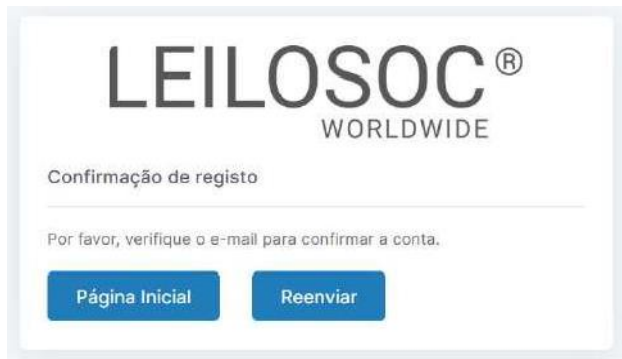 LEILOSOC®
WORLDWIDE
Confirmação de registo
Por favor, verifique o e-mail para confirmar a conta.
Página Inicial
Reenviar